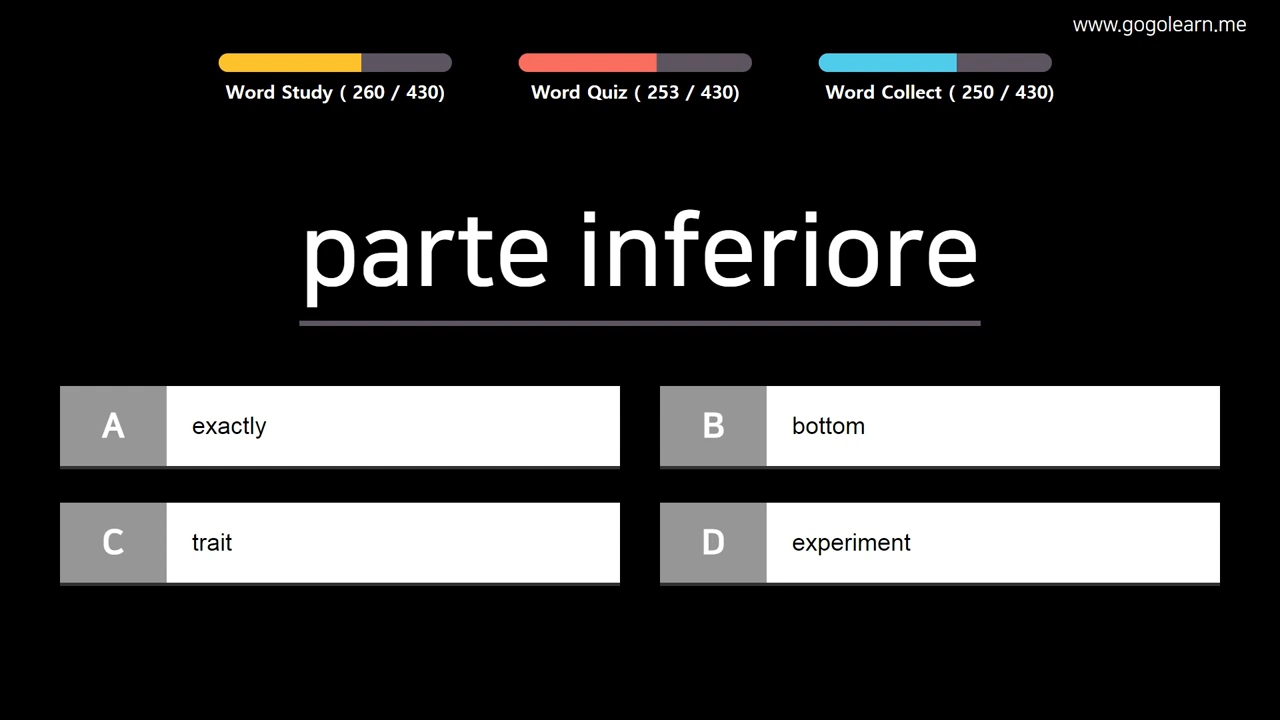 www.gogolearn.me
Word Study ( 260 / 430)
Word Quiz ( 253 / 430)
Word Collect ( 250 / 430)
parte inferiore
A exactly
B bottom
C trait
D experiment